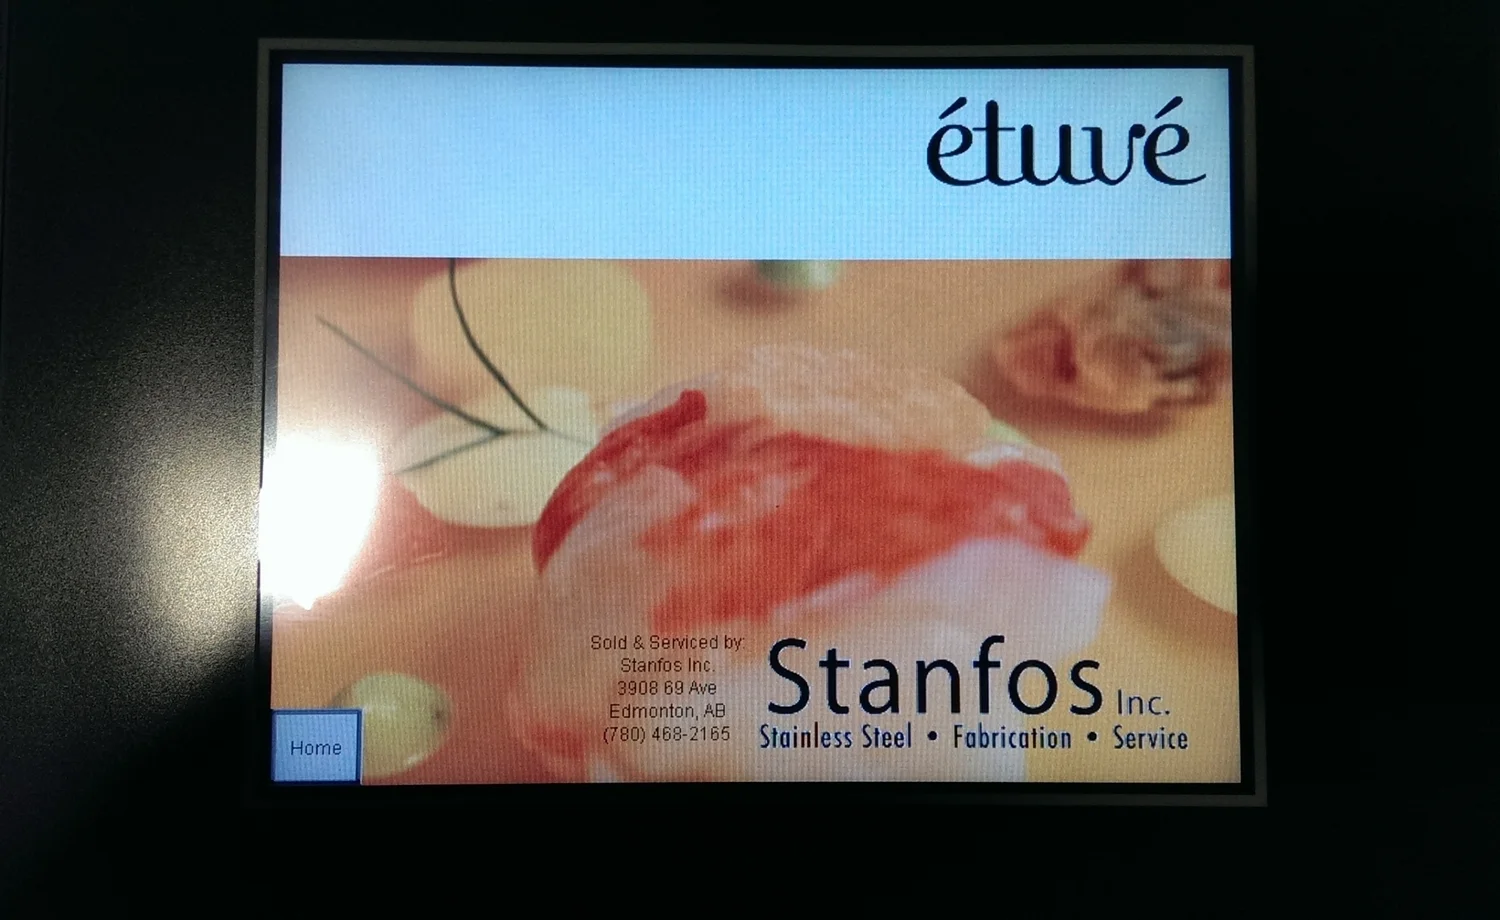 étuvé
Sold & Serviced by:
Stanfos Inc.
3908 69 Ave
Edmonton, AB
(780) 468-2165
Stanfos Inc.
Stainless Steel • Fabrication • Service
Home